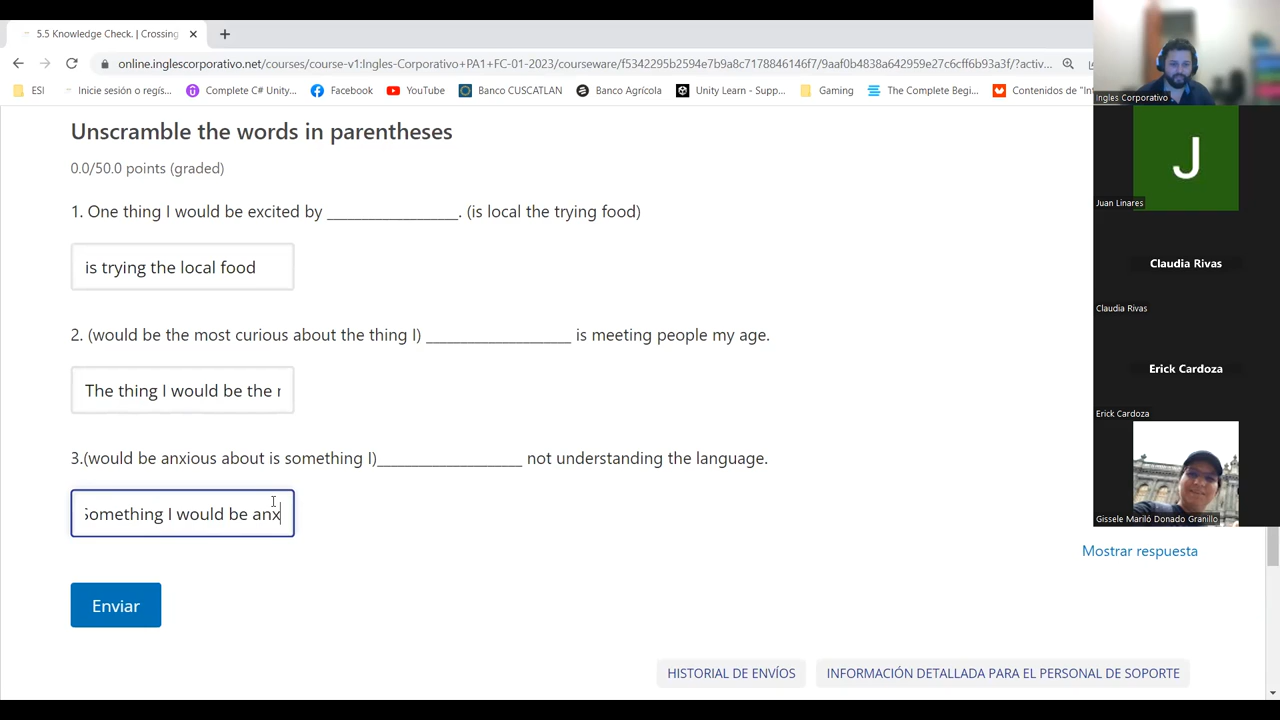 5.5 Knowledge Check. | Crossing
online.inglescorporativo.net/courses/course-v1:Ingles-Corporativo+PA1+FC-01-2023/courseware/f5342295b2594e7b9a8c7178846146f7/9aaf0b4838a642959e27c6cff6b93a3f/?activ...
ESI
Inicie sesión o regís...
Complete C# Unity...
Facebook
YouTube
Banco CUSCATLAN
Banco Agrícola
Unity Learn - Supp...
Gaming
The Complete Begi...
Contenidos de "Int
Unscramble the words in parentheses
0.0/50.0 points (graded)
1. One thing I would be excited by ________________. (is local the trying food)
is trying the local food
2. (would be the most curious about the thing I) __________________ is meeting people my age.
The thing I would be the
3.(would be anxious about is something I)__________________ not understanding the language.
Something I would be anx
Enviar
Mostrar respuesta
HISTORIAL DE ENVÍOS
INFORMACIÓN DETALLADA PARA EL PERSONAL DE SOPORTE
Ingles Corporativo
J
Juan Linares
Claudia Rivas
Claudia Rivas
Erick Cardoza
Erick Cardoza
Gissele Mariló Donado Granillo